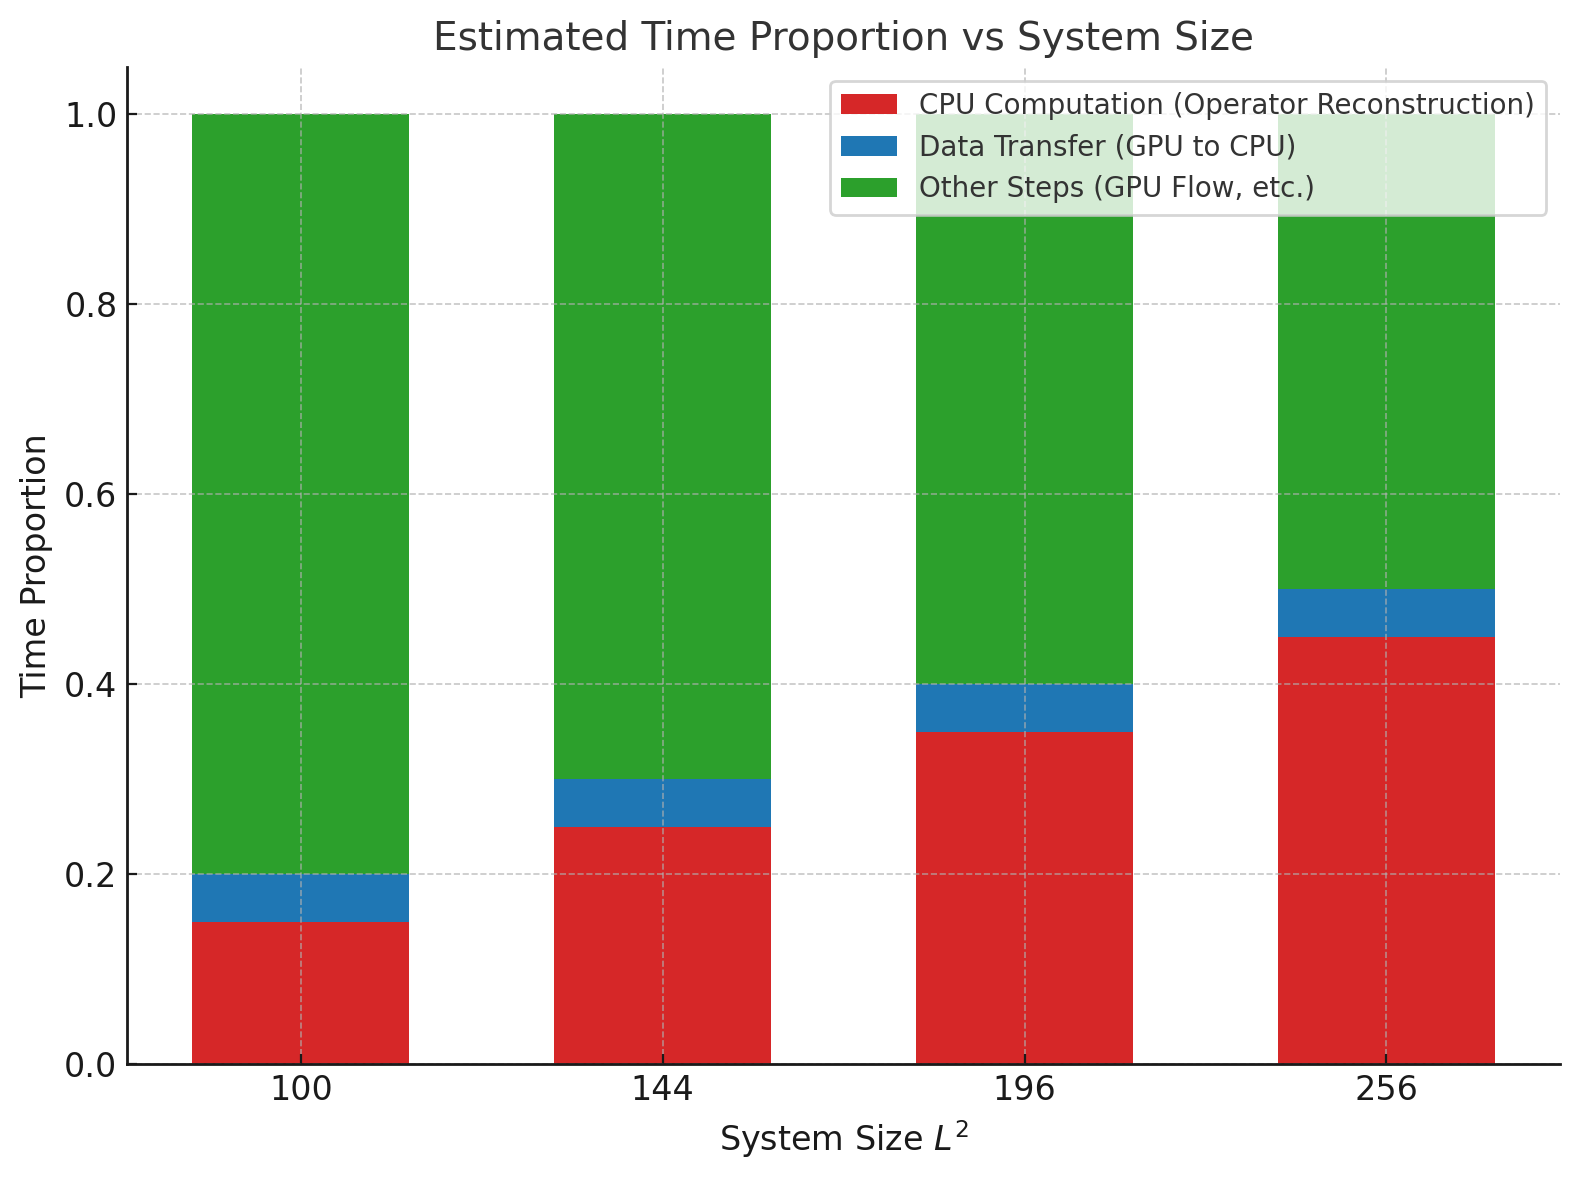 Estimated Time Proportion vs System Size
CPU Computation (Operator Reconstruction)
Data Transfer (GPU to CPU)
Other Steps (GPU Flow, etc.)
Time Proportion
1.0
0.8
0.6
0.4
0.2
0.0
100 144 196 256
System Size L²